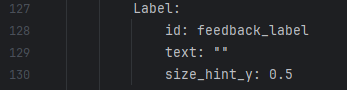 127 Label:
128 id: feedback_label
129 text: ""
130 size_hint_y: 0.5